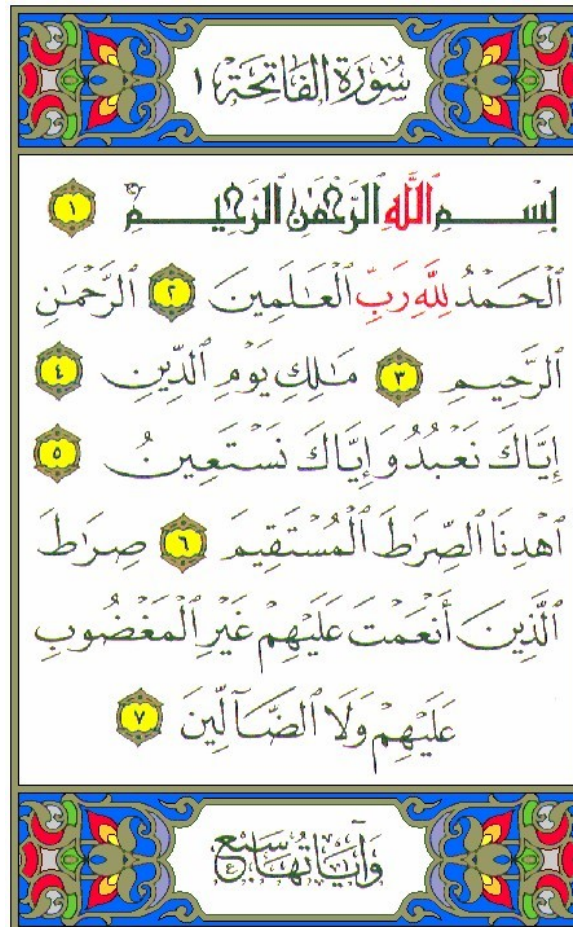 سُورَةُ الفَاتِحَة ١
بِسْمِ ٱللَّهِ ٱلرَّحْمَٰنِ ٱلرَّحِيمِ ١
ٱلْحَمْدُ لِلَّهِ رَبِّ ٱلْعَٰلَمِينَ ٢ ٱلرَّحْمَٰنِ
ٱلرَّحِيمِ ٣ مَٰلِكِ يَوْمِ ٱلدِّينِ ٤
إِيَّاكَ نَعْبُدُ وَإِيَّاكَ نَسْتَعِينُ ٥
ٱهْدِنَا ٱلصِّرَٰطَ ٱلْمُسْتَقِيمَ ٦ صِرَٰطَ
ٱلَّذِينَ أَنْعَمْتَ عَلَيْهِمْ غَيْرِ ٱلْمَغْضُوبِ
عَلَيْهِمْ وَلَا ٱلضَّآلِّينَ ٧
وَآيَاتُهَا سَبْع